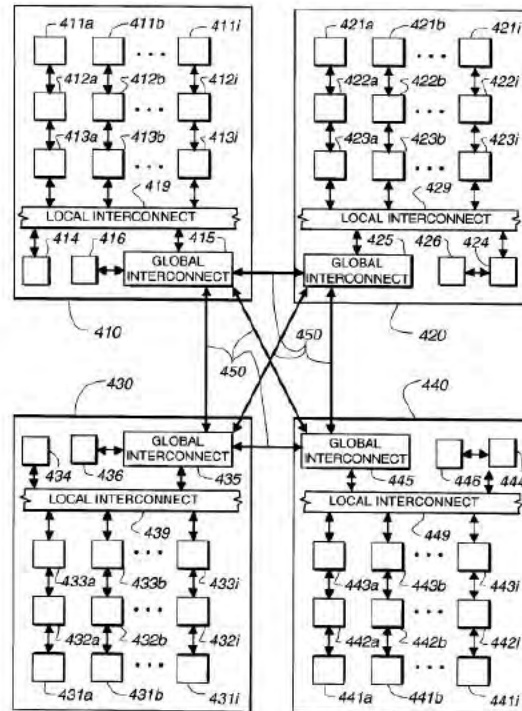 411a 411b 411i 421a 421b 421i
412a 412b 412i 422a 422b 422i
413a 413b 413i 423a 423b 423i
419 429
LOCAL INTERCONNECT LOCAL INTERCONNECT
414 416 415 425 426 424
GLOBAL INTERCONNECT GLOBAL INTERCONNECT
410 450 420
450 450
430 440
GLOBAL INTERCONNECT GLOBAL INTERCONNECT
434 436 435 445 446 444
LOCAL INTERCONNECT LOCAL INTERCONNECT
439 449
433a 433b 433i 443a 443b 443i
432a 432b 432i 442a 442b 442i
431a 431b 431i 441a 441b 441i